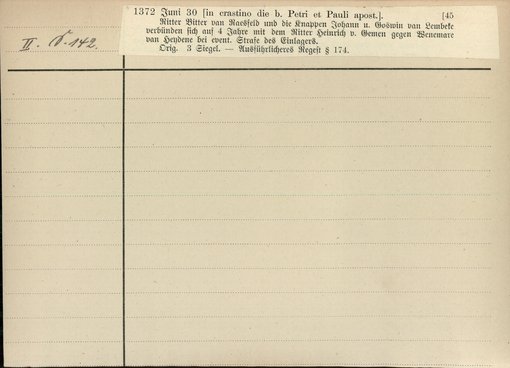 1372 Juni 30 [in crastino die b. Petri et Pauli apost.]. [45
Ritter Bitter van Raesfeld und die Knappen Johann u. Goswin van Lembeke
verbünden sich auf 4 Jahre mit dem Ritter Heinrich v. Gemen gegen Wenemare
van Heydene bei event. Strafe des Einlagers.
Orig. 3 Siegel. — Ausführlicheres Regest § 174.
II. S. 142.